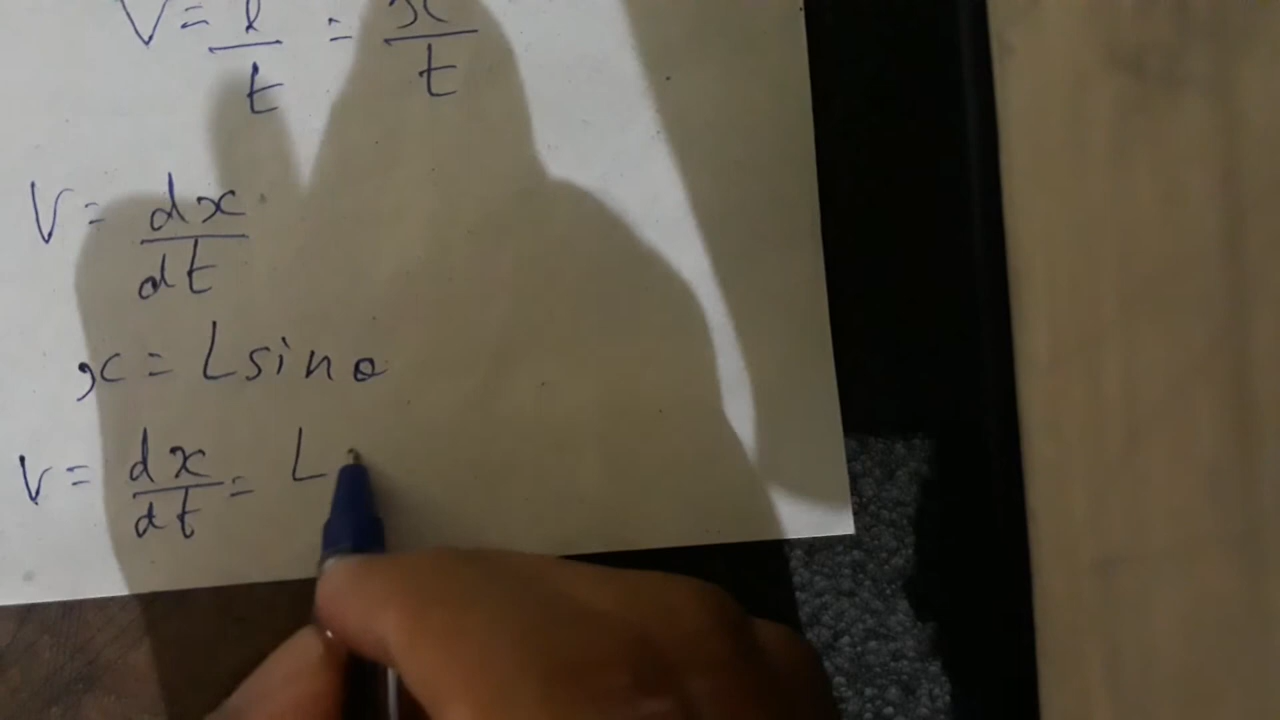 V = l/t = x/t
V = dx/dt
x = L sin θ
V = dx/dt = L